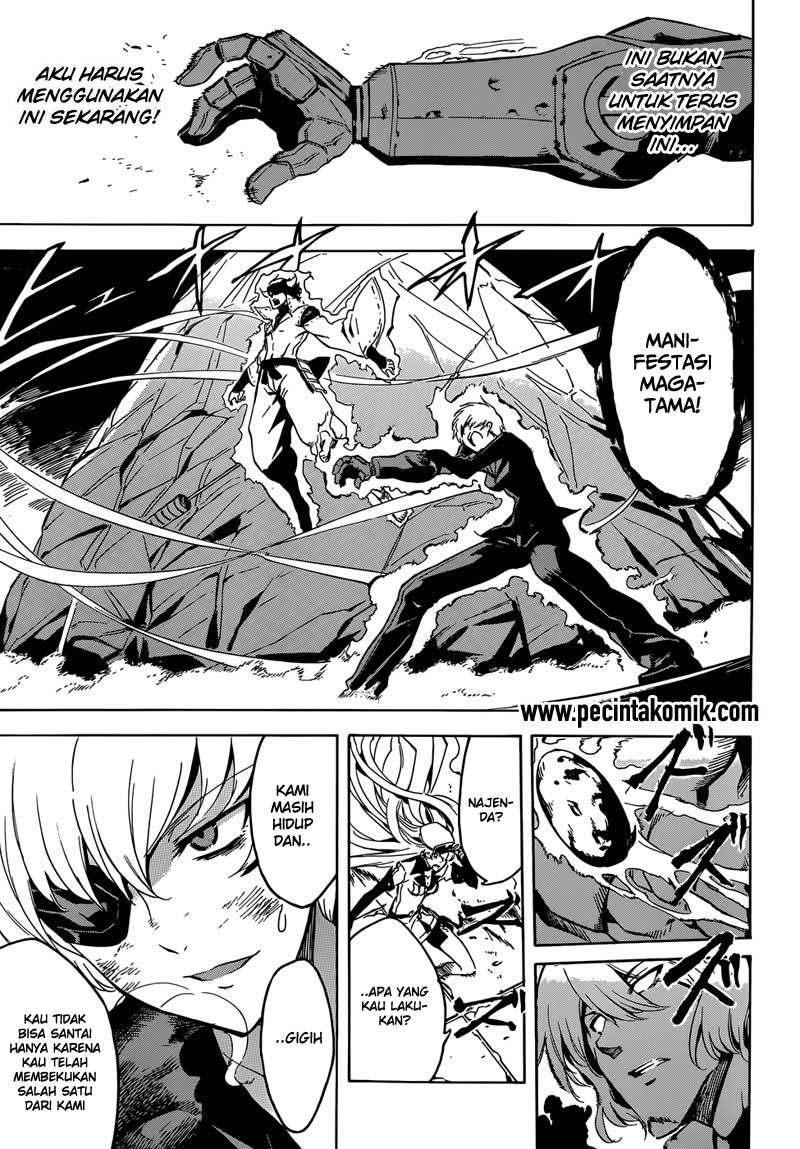 INI BUKAN
SAATNYA
UNTUK TERUS
MENYIMPAN
INI...
AKU HARUS
MENGGUNAKAN
INI SEKARANG!
MANI-
FESTASI
MAGA-
TAMA!
www.pecintakomik.com
NAJEN-
DA?
..APA YANG
KAU LAKU-
KAN?
KAMI
MASIH
HIDUP
DAN..
..GIGIH
KAU TIDAK
BISA SANTAI
HANYA KARENA
KAU TELAH
MEMBEKUKAN
SALAH SATU
DARI KAMI